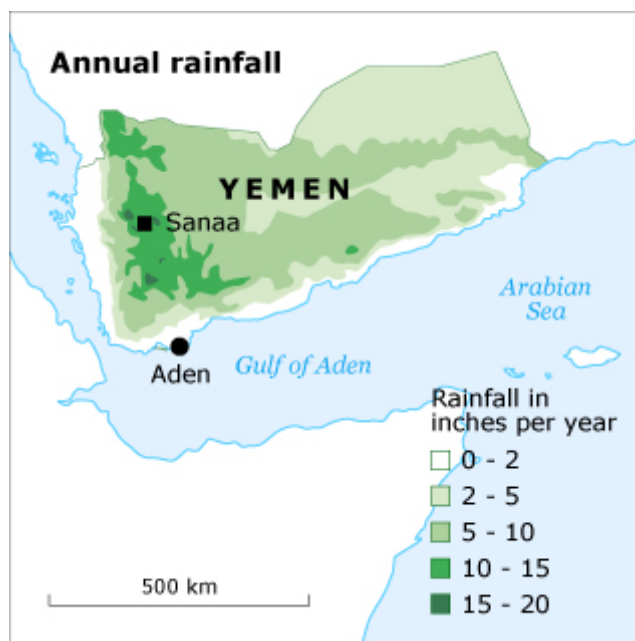 Annual rainfall
YEMEN
Sanaa
Arabian
Sea
Aden
Gulf of Aden
Rainfall in
inches per year
0 - 2
2 - 5
5 - 10
10 - 15
15 - 20
500 km